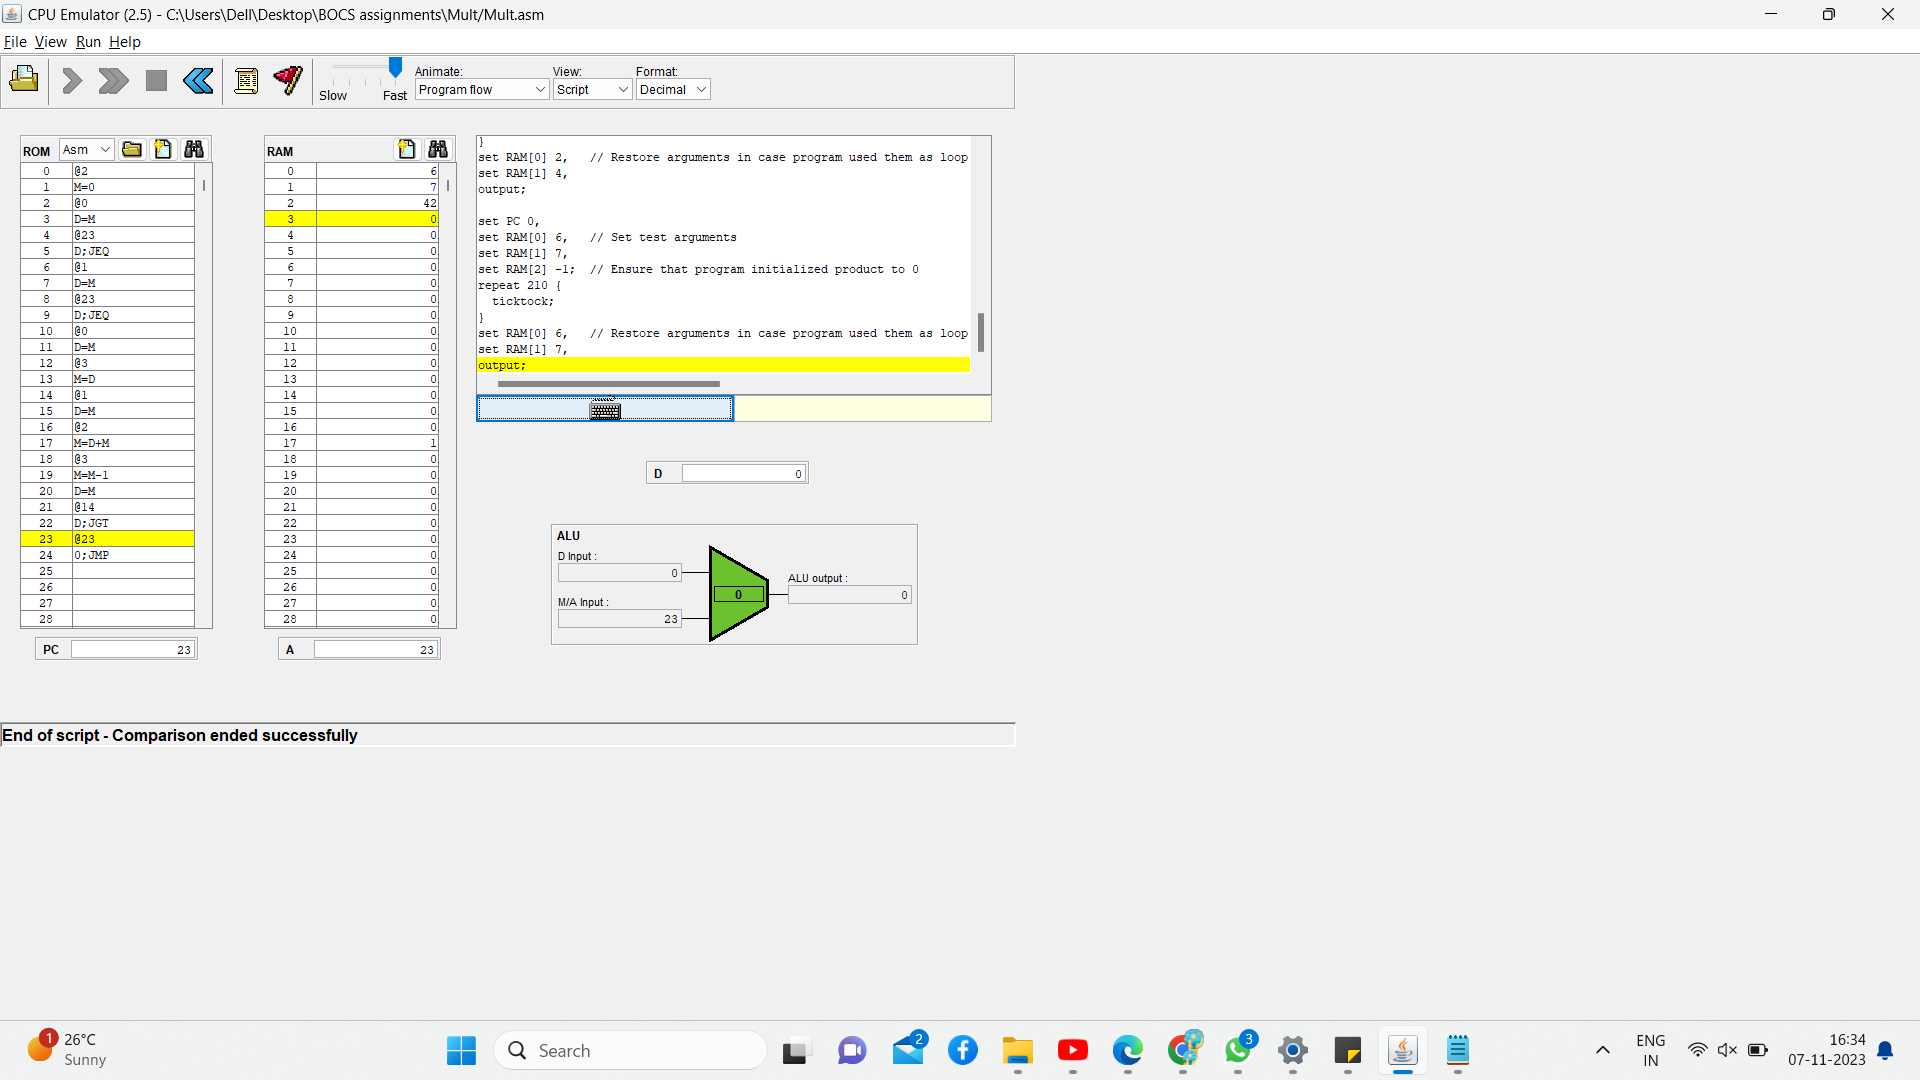 CPU Emulator (2.5) - C:\Users\Dell\Desktop\BOCS assignments\Mult/Mult.asm
File View Run Help
Slow Fast
Animate:
Program flow
View:
Script
Format:
Decimal
ROM Asm
0 @2
1 M=0
2 @0
3 D=M
4 @23
5 D;JEQ
6 @1
7 D=M
8 @23
9 D;JEQ
10 @0
11 D=M
12 @3
13 M=D
14 @1
15 D=M
16 @2
17 M=D+M
18 @3
19 M=M-1
20 D=M
21 @14
22 D;JGT
23 @23
24 0;JMP
25
26
27
28
PC 23
RAM
0 6
1 7
2 42
3 0
4 0
5 0
6 0
7 0
8 0
9 0
10 0
11 0
12 0
13 0
14 0
15 0
16 0
17 1
18 0
19 0
20 0
21 0
22 0
23 0
24 0
25 0
26 0
27 0
28 0
A 23
}
set RAM[0] 2, // Restore arguments in case program used them as loop
set RAM[1] 4,
output;
set PC 0,
set RAM[0] 6, // Set test arguments
set RAM[1] 7,
set RAM[2] -1; // Ensure that program initialized product to 0
repeat 210 {
ticktock;
}
set RAM[0] 6, // Restore arguments in case program used them as loop
set RAM[1] 7,
output;
D 0
ALU
D Input :
0
M/A Input :
23
0
ALU output :
0
End of script - Comparison ended successfully
1
26°C
Sunny
Search
2
3
ENG
IN
16:34
07-11-2023